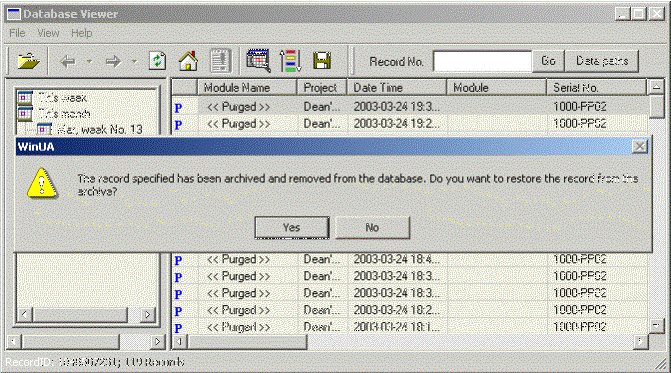 Database Viewer
File View Help
Record No. Go Data paths
Module Name Project Date Time Module Serial No.
This week
This month
Mar, week No. 13
P << Purged >> Dean'... 2003-03-24 19:3... 1000-PP02
P << Purged >> Dean'... 2003-03-24 19:2... 1000-PP02
WinUA
The record specified has been archived and removed from the database. Do you want to restore the record from the
archive?
Yes No
P << Purged >> Dean'... 2003-03-24 18:4... 1000-PP02
P << Purged >> Dean'... 2003-03-24 18:3... 1000-PP02
P << Purged >> Dean'... 2003-03-24 18:3... 1000-PP02
P << Purged >> Dean'... 2003-03-24 18:2... 1000-PP02
P << Purged >> Dean'... 2003-03-24 18:1... 1000-PP02
RecordID: 119 Records